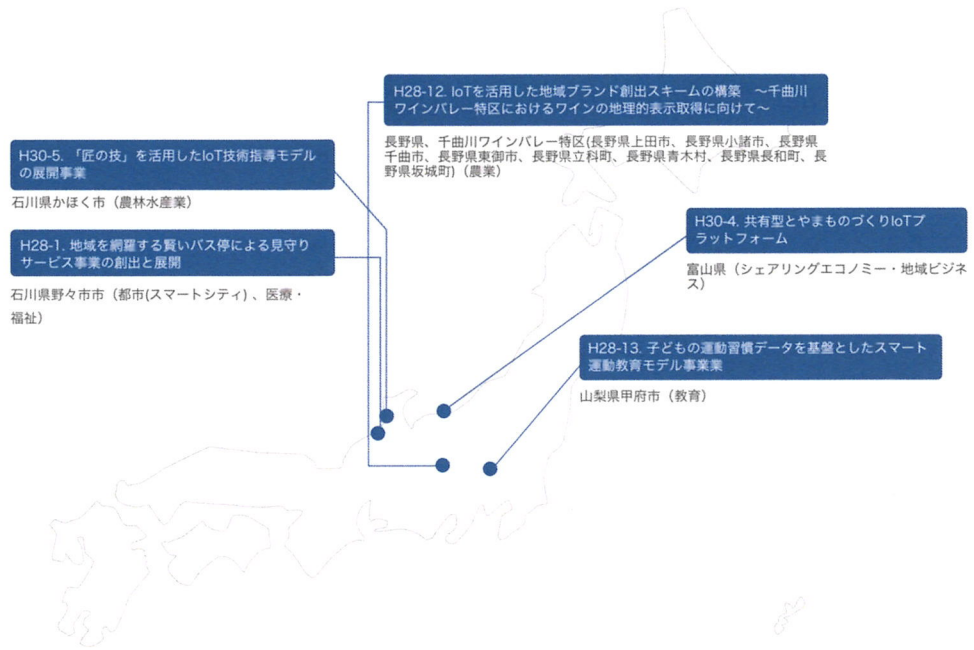 H28-12. IoTを活用した地域ブランド創出スキームの構築　～千曲川
ワインバレー特区におけるワインの地理的表示取得に向けて～
長野県、千曲川ワインバレー特区(長野県上田市、長野県小諸市、長野県
千曲市、長野県東御市、長野県立科町、長野県青木村、長野県長和町、長
野県坂城町)（農業）
H30-5. 「匠の技」を活用したIoT技術指導モデル
の展開事業
石川県かほく市（農林水産業）
H28-1. 地域を網羅する賢いバス停による見守り
サービス事業の創出と展開
石川県野々市市（都市(スマートシティ) 、医療・
福祉）
H30-4. 共有型とやまものづくりIoTプ
ラットフォーム
富山県（シェアリングエコノミー・地域ビジネ
ス）
H28-13. 子どもの運動習慣データを基盤としたスマート
運動教育モデル事業業
山梨県甲府市（教育）